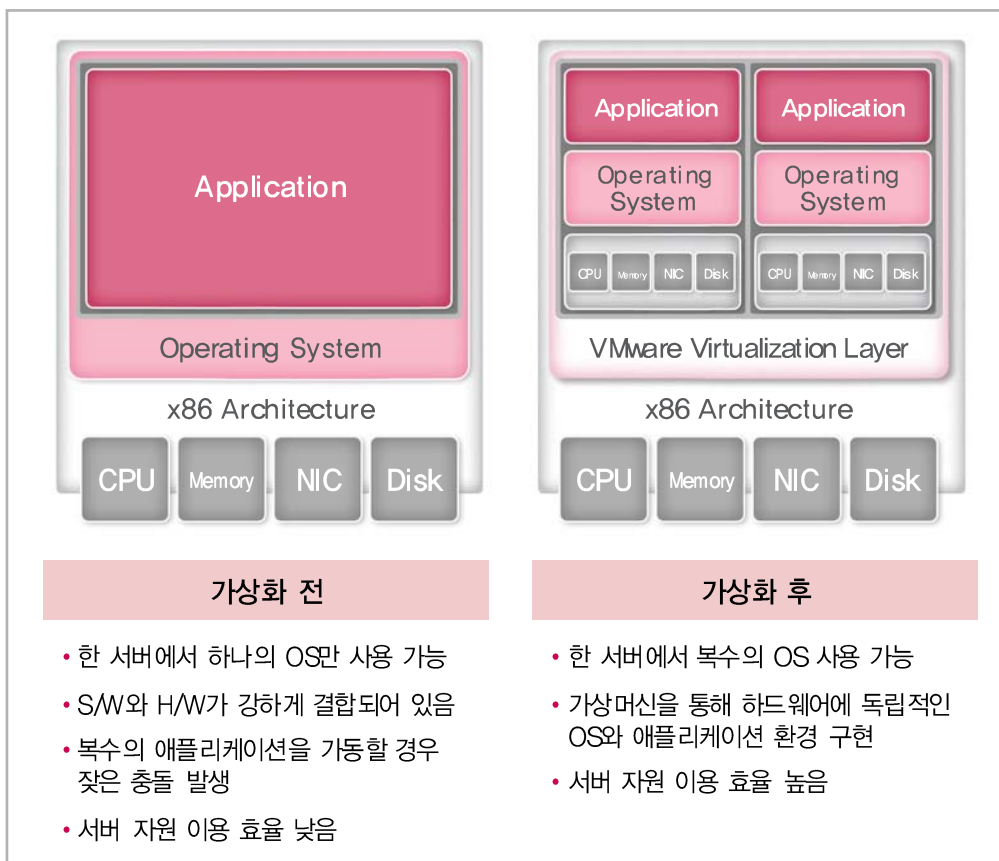 Application
Operating System
x86 Architecture
CPU Memory NIC Disk
Application Application
Operating System Operating System
CPU Memory NIC Disk CPU Memory NIC Disk
VMware Virtualization Layer
x86 Architecture
CPU Memory NIC Disk
가상화 전
• 한 서버에서 하나의 OS만 사용 가능
• S/W와 H/W가 강하게 결합되어 있음
• 복수의 애플리케이션을 가동할 경우
잦은 충돌 발생
• 서버 자원 이용 효율 낮음
가상화 후
• 한 서버에서 복수의 OS 사용 가능
• 가상머신을 통해 하드웨어에 독립적인
OS와 애플리케이션 환경 구현
• 서버 자원 이용 효율 높음